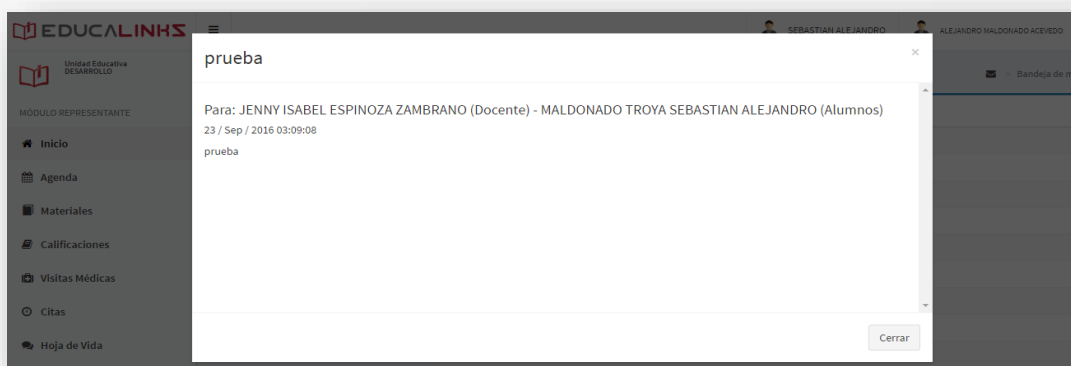 EDUCALINKS
SEBASTIAN ALEJANDRO
ALEJANDRO MALDONADO ACEVEDO
Unidad Educativa
DESARROLLO
> Bandeja de m
MÓDULO REPRESENTANTE
Inicio
Agenda
Materiales
Calificaciones
Visitas Médicas
Citas
Hoja de Vida
prueba
×
Para: JENNY ISABEL ESPINOZA ZAMBRANO (Docente) - MALDONADO TROYA SEBASTIAN ALEJANDRO (Alumnos)
23 / Sep / 2016 03:09:08
prueba
Cerrar